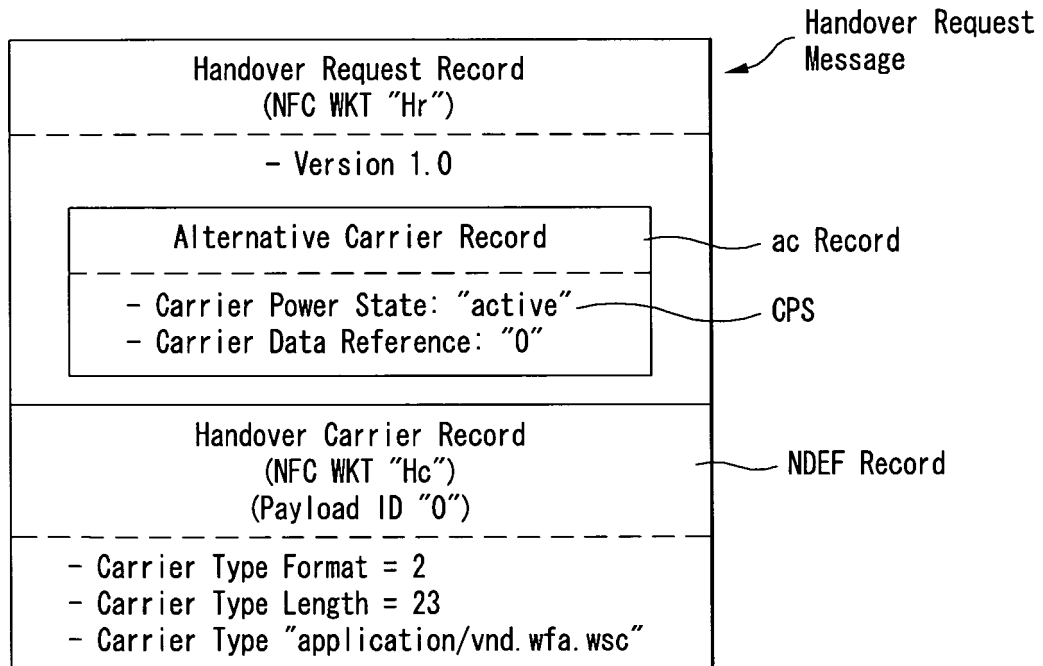 Handover Request
Message
Handover Request Record
(NFC WKT "Hr")
- Version 1.0
Alternative Carrier Record
ac Record
- Carrier Power State: "active"
CPS
- Carrier Data Reference: "0"
Handover Carrier Record
(NFC WKT "Hc")
NDEF Record
(Payload ID "0")
- Carrier Type Format = 2
- Carrier Type Length = 23
- Carrier Type "application/vnd.wfa.wsc"